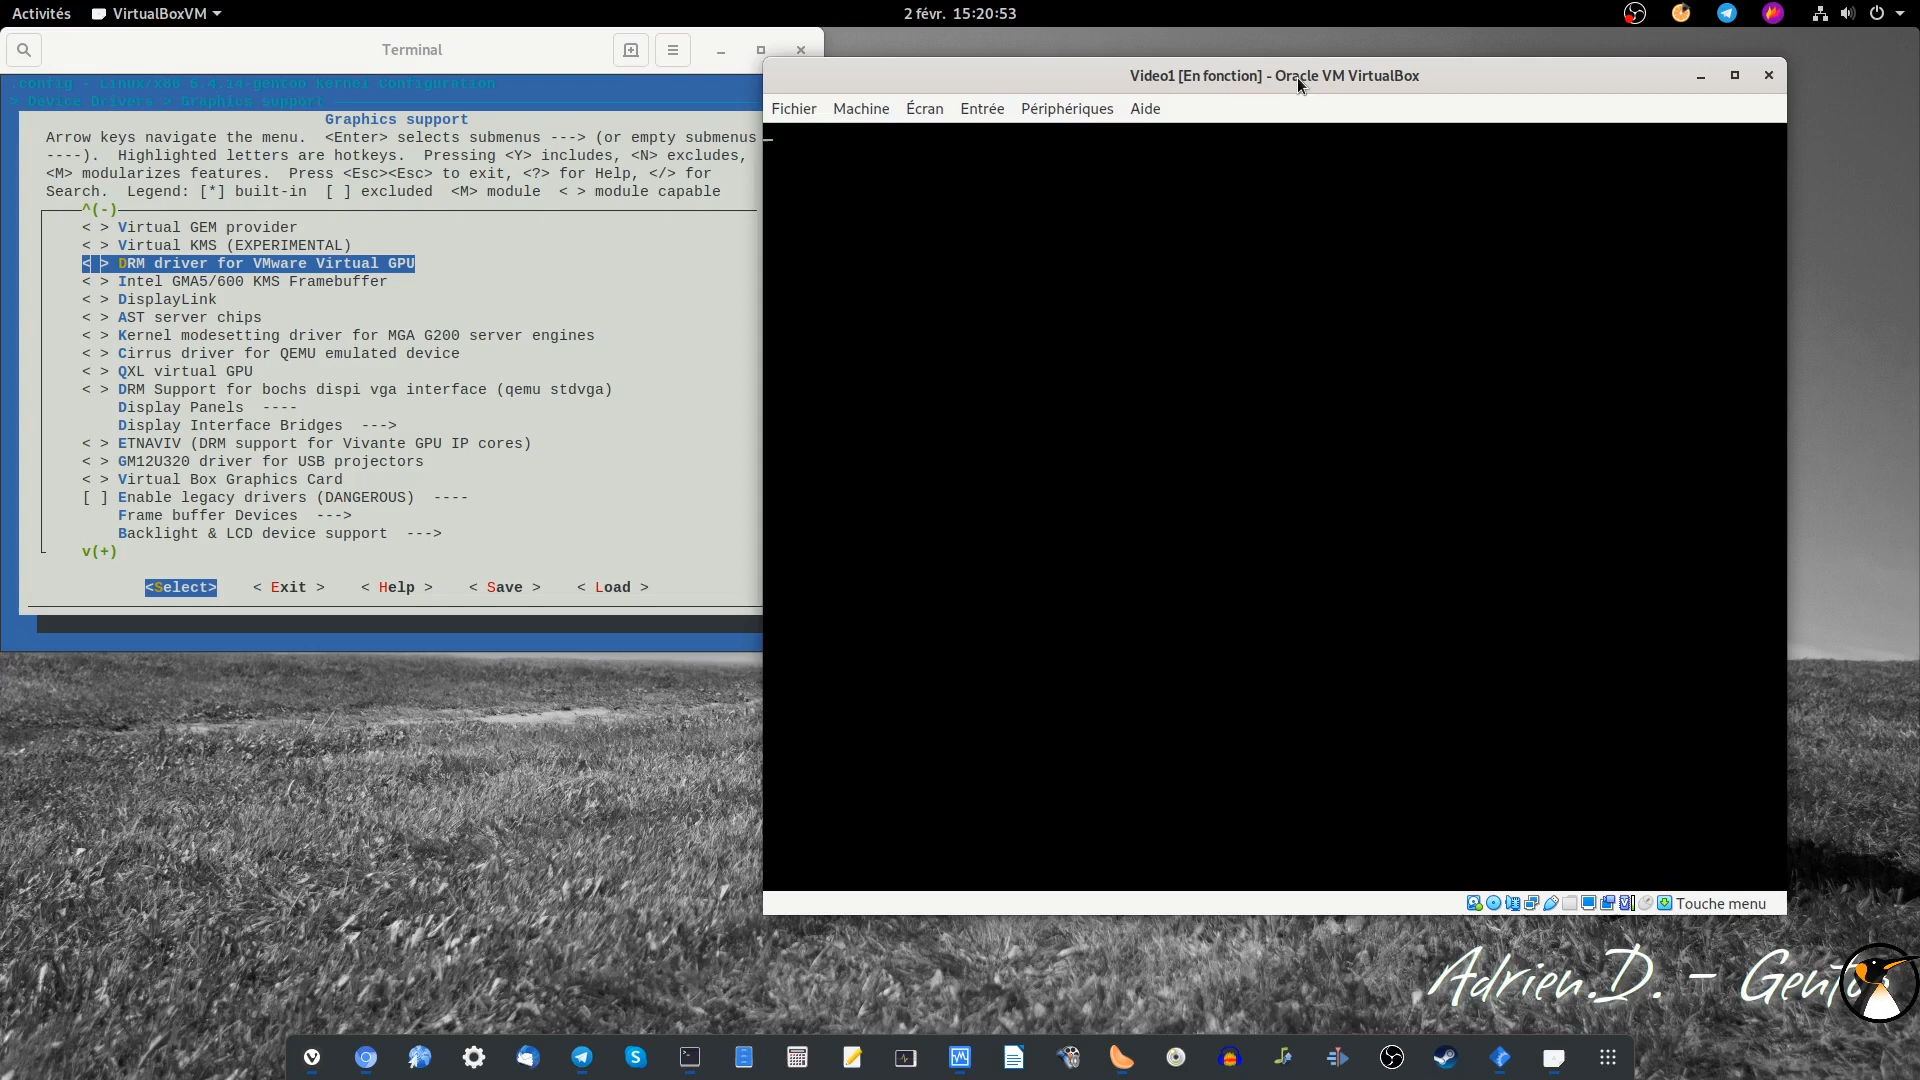 Activités VirtualBoxVM 2 févr. 15:20:53
Terminal
.config - Linux/x86 5.4.14-gentoo Kernel Configuration
> Device Drivers > Graphics support
Graphics support
Arrow keys navigate the menu. <Enter> selects submenus ---> (or empty submenus
----). Highlighted letters are hotkeys. Pressing <Y> includes, <N> excludes,
<M> modularizes features. Press <Esc><Esc> to exit, <?> for Help, </> for
Search. Legend: [*] built-in [ ] excluded <M> module < > module capable
^(-)
< > Virtual GEM provider
< > Virtual KMS (EXPERIMENTAL)
< > DRM driver for VMware Virtual GPU
< > Intel GMA5/600 KMS Framebuffer
< > DisplayLink
< > AST server chips
< > Kernel modesetting driver for MGA G200 server engines
< > Cirrus driver for QEMU emulated device
< > QXL virtual GPU
< > DRM Support for bochs dispi vga interface (qemu stdvga)
Display Panels ----
Display Interface Bridges --->
< > ETNAVIV (DRM support for Vivante GPU IP cores)
< > GM12U320 driver for USB projectors
< > Virtual Box Graphics Card
[ ] Enable legacy drivers (DANGEROUS) ----
Frame buffer Devices --->
Backlight & LCD device support --->
v(+)
<Select> < Exit > < Help > < Save > < Load >
Video1 [En fonction] - Oracle VM VirtualBox
Fichier Machine Écran Entrée Périphériques Aide
Touche menu
Adrien.D. - Gento